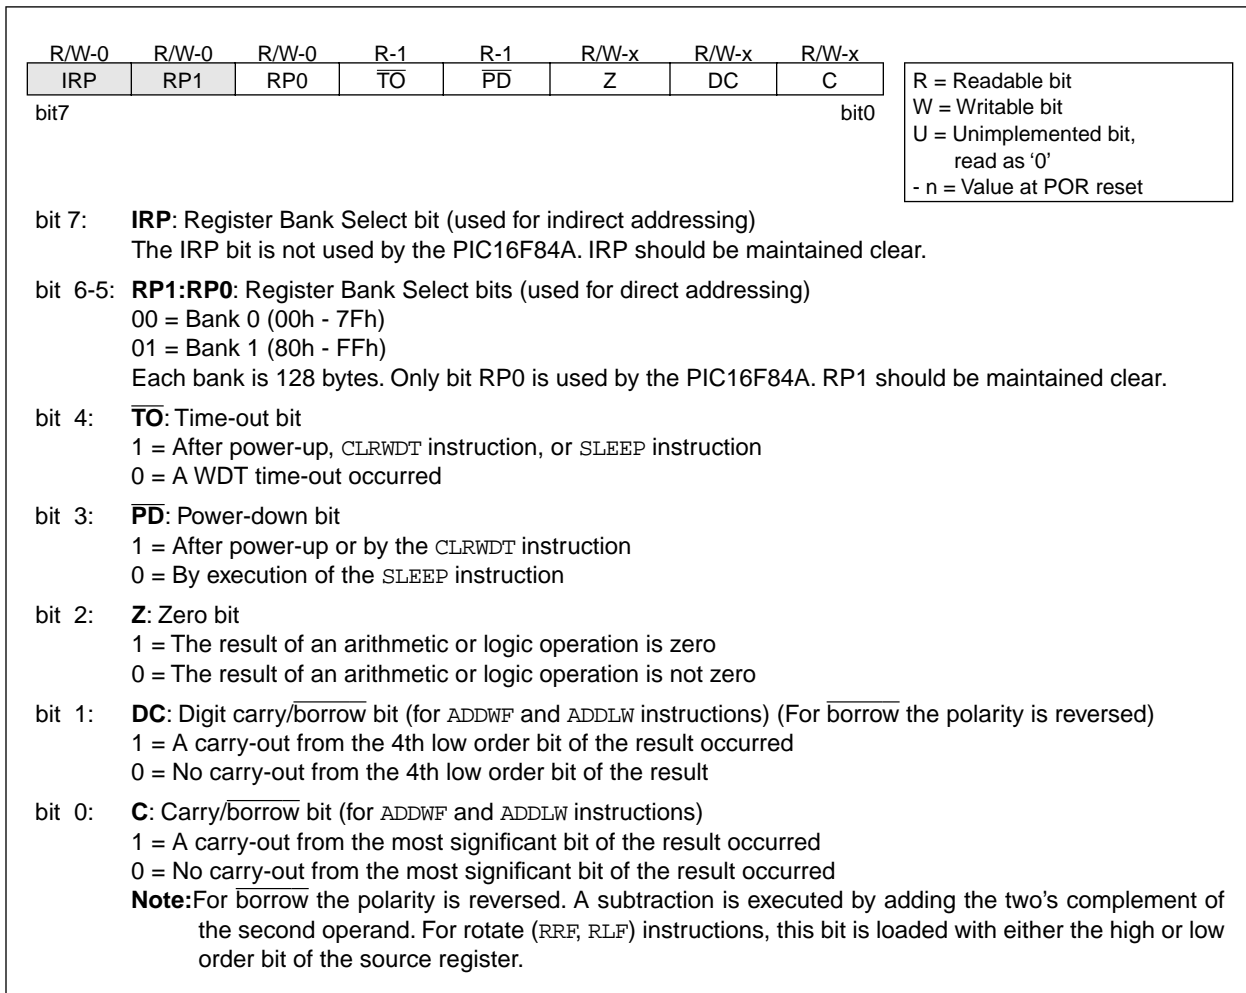 R/W-0 R/W-0 R/W-0 R-1 R-1 R/W-x R/W-x R/W-x
IRP RP1 RP0 T̅O̅ P̅D̅ Z DC C
bit7 bit0
R = Readable bit
W = Writable bit
U = Unimplemented bit,
read as ‘0’
- n = Value at POR reset
bit 7: IRP: Register Bank Select bit (used for indirect addressing)
The IRP bit is not used by the PIC16F84A. IRP should be maintained clear.
bit 6-5: RP1:RP0: Register Bank Select bits (used for direct addressing)
00 = Bank 0 (00h - 7Fh)
01 = Bank 1 (80h - FFh)
Each bank is 128 bytes. Only bit RP0 is used by the PIC16F84A. RP1 should be maintained clear.
bit 4: T̅O̅: Time-out bit
1 = After power-up, CLRWDT instruction, or SLEEP instruction
0 = A WDT time-out occurred
bit 3: P̅D̅: Power-down bit
1 = After power-up or by the CLRWDT instruction
0 = By execution of the SLEEP instruction
bit 2: Z: Zero bit
1 = The result of an arithmetic or logic operation is zero
0 = The result of an arithmetic or logic operation is not zero
bit 1: DC: Digit carry/b̅o̅r̅r̅o̅w̅ bit (for ADDWF and ADDLW instructions) (For b̅o̅r̅r̅o̅w̅ the polarity is reversed)
1 = A carry-out from the 4th low order bit of the result occurred
0 = No carry-out from the 4th low order bit of the result
bit 0: C: Carry/b̅o̅r̅r̅o̅w̅ bit (for ADDWF and ADDLW instructions)
1 = A carry-out from the most significant bit of the result occurred
0 = No carry-out from the most significant bit of the result occurred
Note:For b̅o̅r̅r̅o̅w̅ the polarity is reversed. A subtraction is executed by adding the two’s complement of
the second operand. For rotate (RRF, RLF) instructions, this bit is loaded with either the high or low
order bit of the source register.